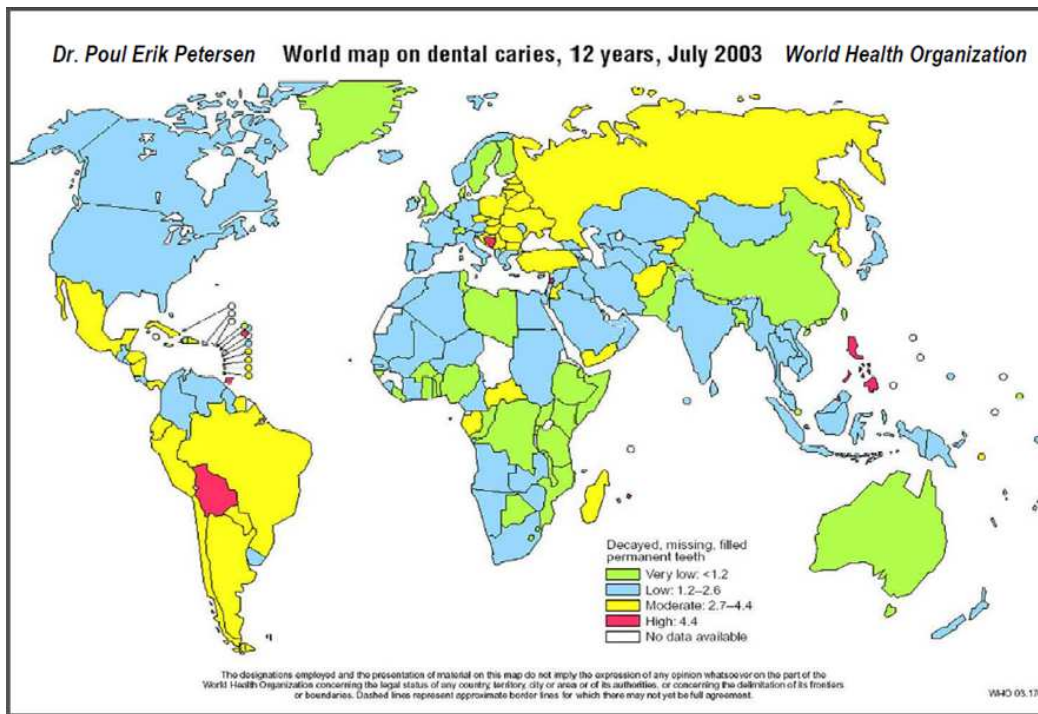 Dr. Poul Erik Petersen World map on dental caries, 12 years, July 2003 World Health Organization
Decayed, missing, filled
permanent teeth
Very low: <1.2
Low: 1.2–2.6
Moderate: 2.7–4.4
High: 4.4
No data available
The designations employed and the presentation of material on this map do not imply the expression of any opinion whatsoever on the part of the
World Health Organization concerning the legal status of any country, territory, city or area or of its authorities, or concerning the delimitation of its frontiers
or boundaries. Dashed lines represent approximate border lines for which there may not yet be full agreement.